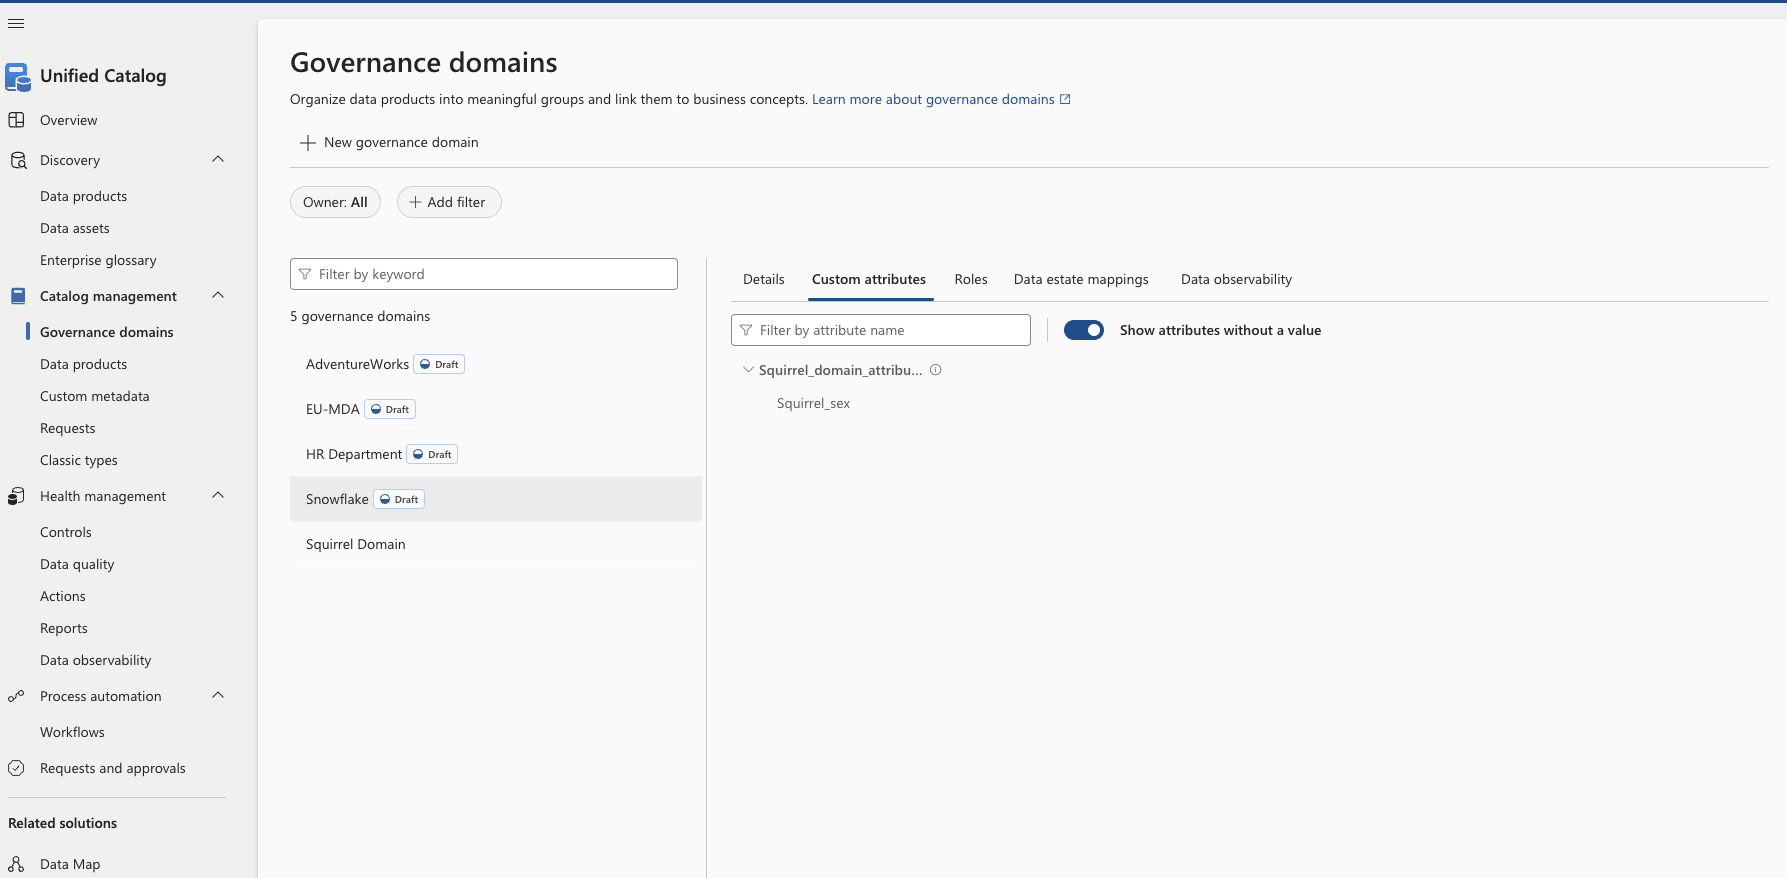 Unified Catalog
Overview
Discovery
Data products
Data assets
Enterprise glossary
Catalog management
Governance domains
Data products
Custom metadata
Requests
Classic types
Health management
Controls
Data quality
Actions
Reports
Data observability
Process automation
Workflows
Requests and approvals
Related solutions
Data Map
Governance domains
Organize data products into meaningful groups and link them to business concepts. Learn more about governance domains
New governance domain
Owner: All
Add filter
Filter by keyword
5 governance domains
AdventureWorks Draft
EU-MDA Draft
HR Department Draft
Snowflake Draft
Squirrel Domain
Details Custom attributes Roles Data estate mappings Data observability
Filter by attribute name
Show attributes without a value
Squirrel_domain_attribu...
Squirrel_sex